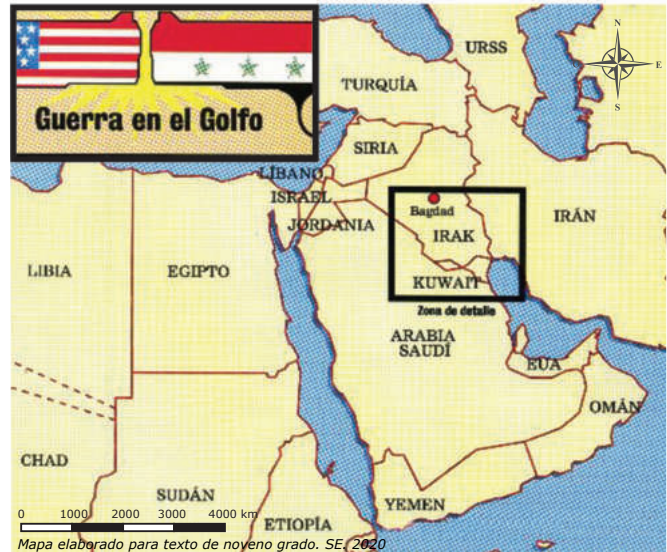 Guerra en el Golfo
N
E
S
URSS
TURQUÍA
SIRIA
LÍBANO
ISRAEL
JORDANIA
Bagdad
IRAK
IRÁN
KUWAIT
Zona de detalle
LIBIA
EGIPTO
ARABIA
SAUDÍ
EUA
OMÁN
CHAD
SUDÁN
YEMEN
ETIOPÍA
0 1000 2000 3000 4000 km
Mapa elaborado para texto de noveno grado. SE, 2020